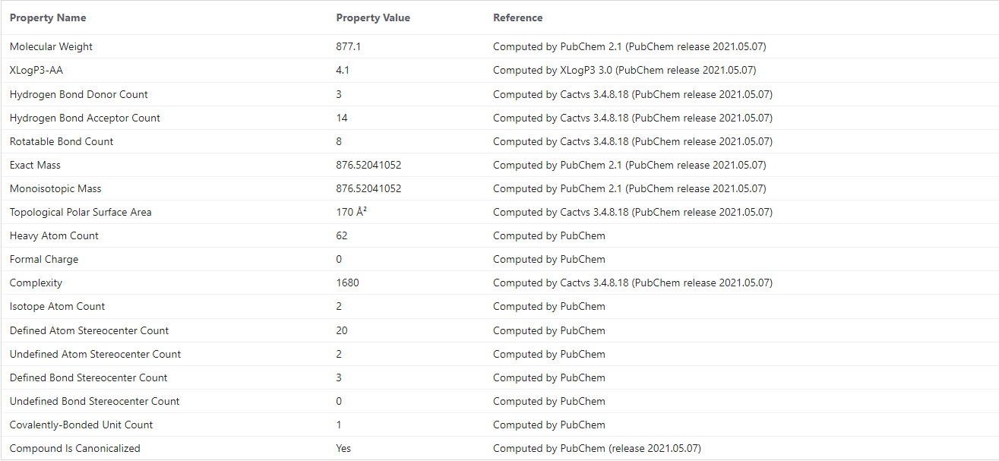 Property Name Property Value Reference
Molecular Weight 877.1 Computed by PubChem 2.1 (PubChem release 2021.05.07)
XLogP3-AA 4.1 Computed by XLogP3 3.0 (PubChem release 2021.05.07)
Hydrogen Bond Donor Count 3 Computed by Cactvs 3.4.8.18 (PubChem release 2021.05.07)
Hydrogen Bond Acceptor Count 14 Computed by Cactvs 3.4.8.18 (PubChem release 2021.05.07)
Rotatable Bond Count 8 Computed by Cactvs 3.4.8.18 (PubChem release 2021.05.07)
Exact Mass 876.52041052 Computed by PubChem 2.1 (PubChem release 2021.05.07)
Monoisotopic Mass 876.52041052 Computed by PubChem 2.1 (PubChem release 2021.05.07)
Topological Polar Surface Area 170 Å² Computed by Cactvs 3.4.8.18 (PubChem release 2021.05.07)
Heavy Atom Count 62 Computed by PubChem
Formal Charge 0 Computed by PubChem
Complexity 1680 Computed by Cactvs 3.4.8.18 (PubChem release 2021.05.07)
Isotope Atom Count 2 Computed by PubChem
Defined Atom Stereocenter Count 20 Computed by PubChem
Undefined Atom Stereocenter Count 2 Computed by PubChem
Defined Bond Stereocenter Count 3 Computed by PubChem
Undefined Bond Stereocenter Count 0 Computed by PubChem
Covalently-Bonded Unit Count 1 Computed by PubChem
Compound Is Canonicalized Yes Computed by PubChem (release 2021.05.07)